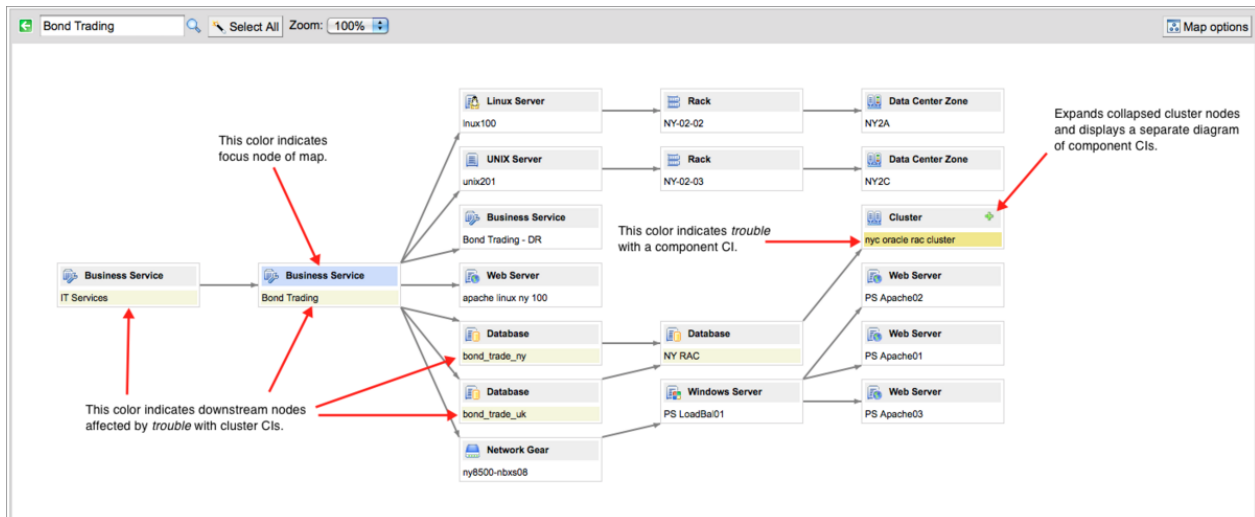 Bond Trading
Select All
Zoom: 100%
Map options
Linux Server
lnux100
Rack
NY-02-02
Data Center Zone
NY2A
Expands collapsed cluster nodes
and displays a separate diagram
of component CIs.
This color indicates
focus node of map.
UNIX Server
unix201
Rack
NY-02-03
Data Center Zone
NY2C
Business Service
Bond Trading - DR
This color indicates trouble
with a component CI.
Cluster
nyc oracle rac cluster
Business Service
IT Services
Business Service
Bond Trading
Web Server
apache linux ny 100
Web Server
PS Apache02
Database
bond_trade_ny
Database
NY RAC
Web Server
PS Apache01
This color indicates downstream nodes
affected by trouble with cluster CIs.
Database
bond_trade_uk
Windows Server
PS LoadBal01
Web Server
PS Apache03
Network Gear
ny8500-nbxs08